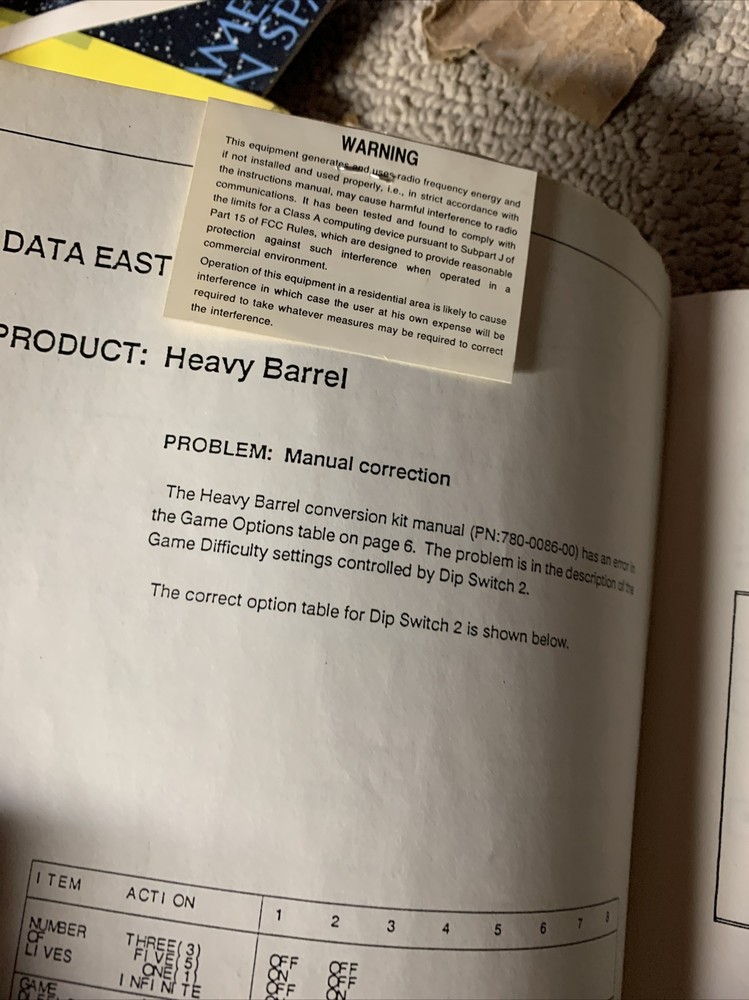 WARNING
This equipment generates and uses radio frequency energy and
if not installed and used properly, i.e., in strict accordance with
the instructions manual, may cause harmful interference to radio
communications. It has been tested and found to comply with
the limits for a Class A computing device pursuant to Subpart J of
Part 15 of FCC Rules, which are designed to provide reasonable
protection against such interference when operated in a
commercial environment.
Operation of this equipment in a residential area is likely to cause
interference in which case the user at his own expense will be
required to take whatever measures may be required to correct
the interference.
DATA EAST
PRODUCT: Heavy Barrel
PROBLEM: Manual correction
The Heavy Barrel conversion kit manual (PN:780-0086-00) has an error in
the Game Options table on page 6. The problem is in the description of the
Game Difficulty settings controlled by Dip Switch 2.
The correct option table for Dip Switch 2 is shown below.
ITEM ACTION 1 2 3 4 5 6 7 8
NUMBER THREE(3) OFF OFF
OF FIVE(5) ON OFF
LIVES ONE(1) OFF ON
INFINITE
GAME